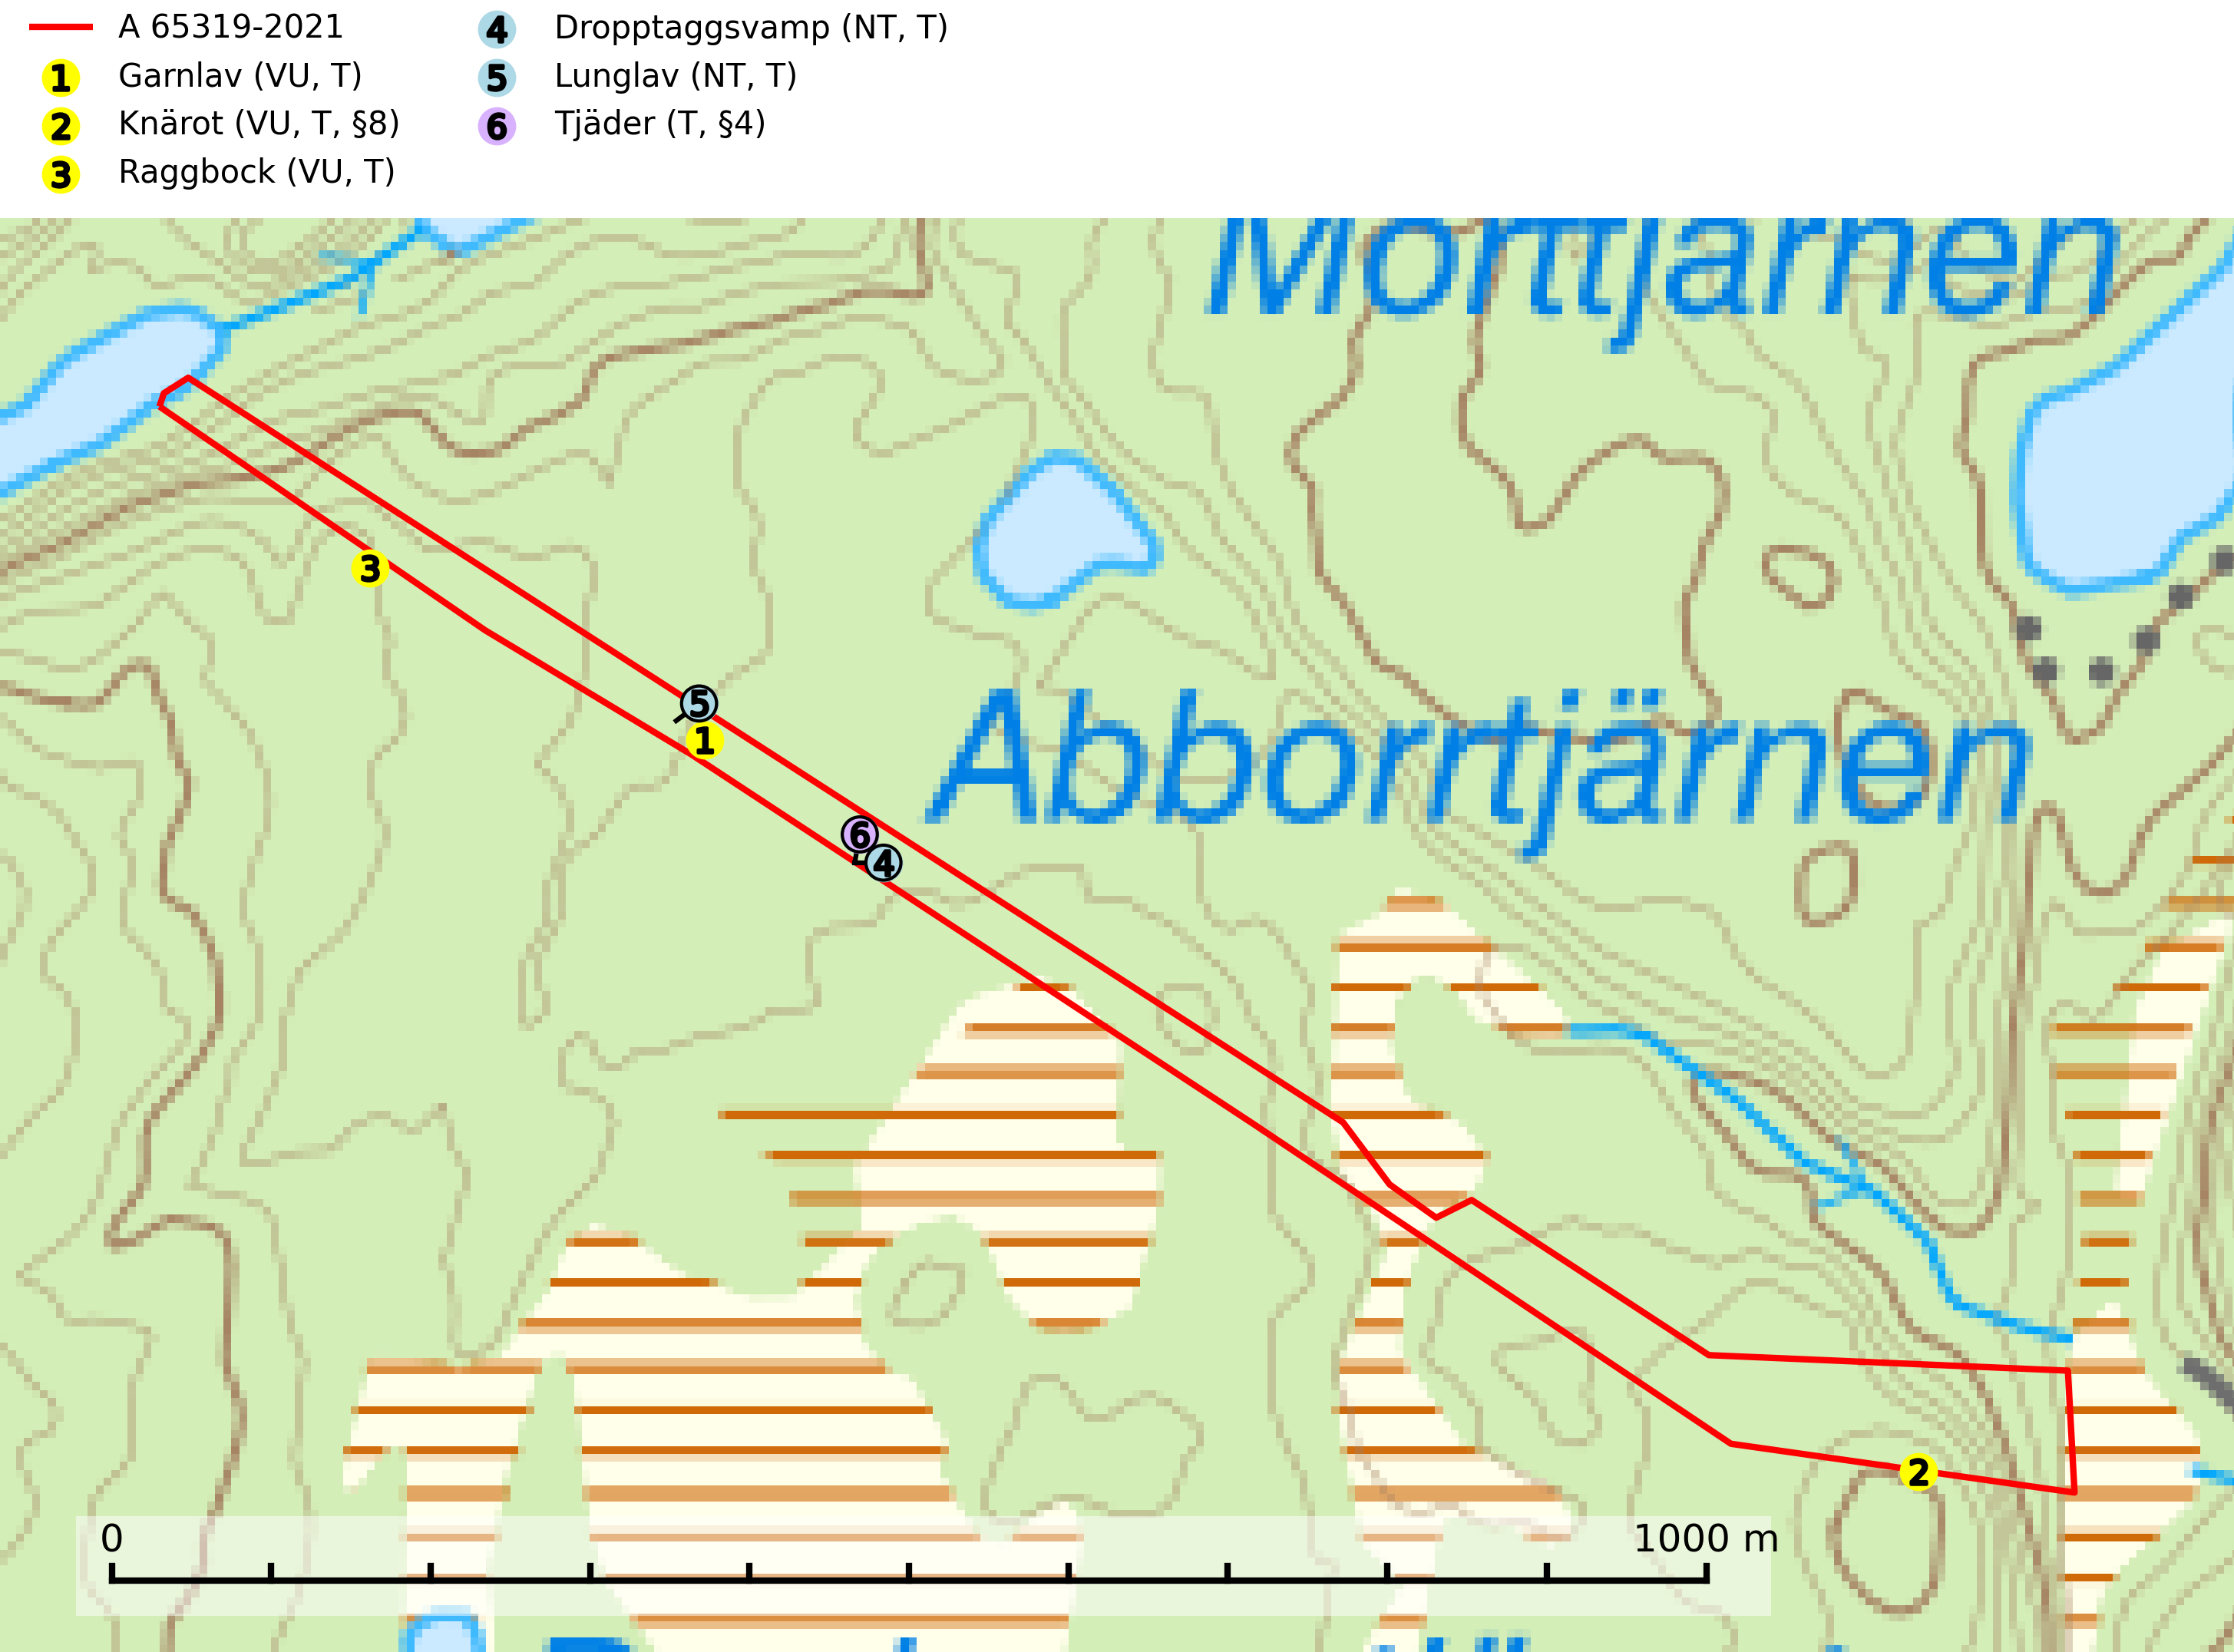 A 65319-2021
1 Garnlav (VU, T)
2 Knärot (VU, T, §8)
3 Raggbock (VU, T)
4 Dropptaggsvamp (NT, T)
5 Lunglav (NT, T)
6 Tjäder (T, §4)
Mörttjärnen
3
5
1
Abborrtjärnen
6
4
2
0 1000 m